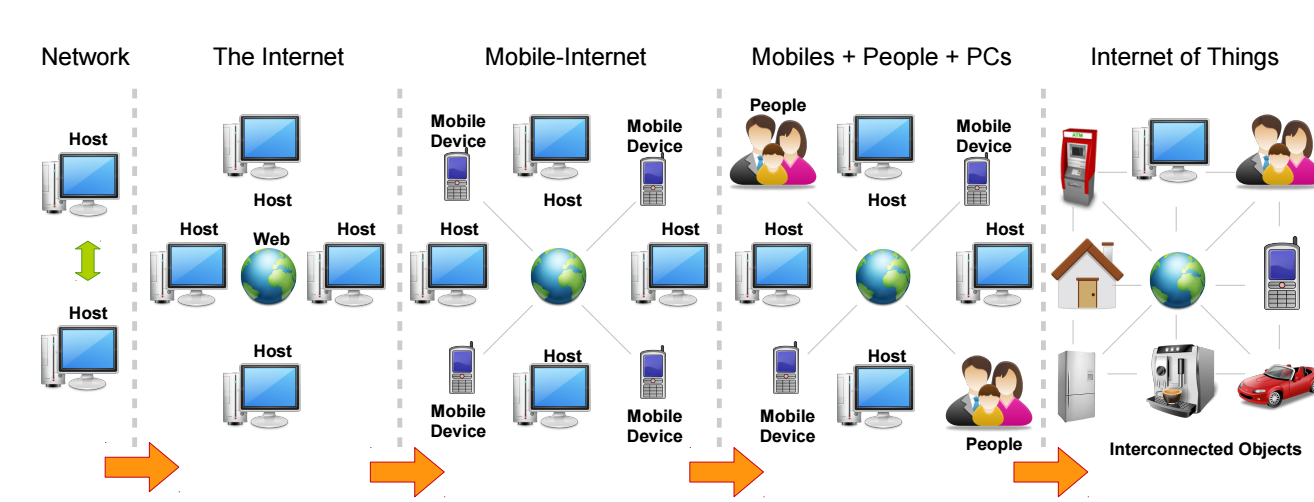 Network
The Internet
Mobile-Internet
Mobiles + People + PCs
Internet of Things
Host
Host
Host
Host
Web
Host
Host
Mobile
Device
Host
Mobile
Device
Host
Host
Mobile
Device
Host
Mobile
Device
People
Host
Mobile
Device
Host
Host
Mobile
Device
Host
People
ATM
Interconnected Objects